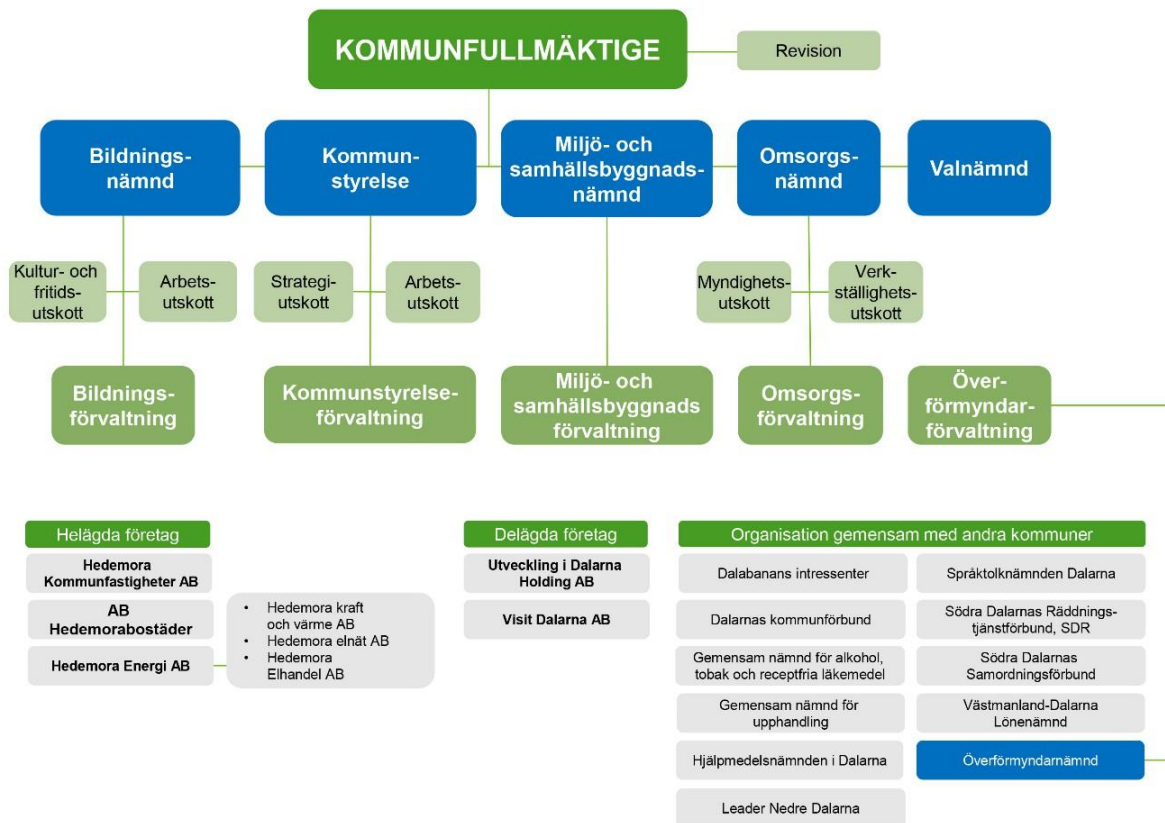 KOMMUNFULLMÄKTIGE
Revision
Bildnings-
nämnd
Kommun-
styrelse
Miljö- och
samhällsbyggnads-
nämnd
Omsorgs-
nämnd
Valnämnd
Kultur- och
fritids-
utskott
Arbets-
utskott
Strategi-
utskott
Arbets-
utskott
Myndighets-
utskott
Verk-
ställighets-
utskott
Bildnings-
förvaltning
Kommunstyrelse-
förvaltning
Miljö- och
samhällsbyggnads
förvaltning
Omsorgs-
förvaltning
Över-
förmyndar-
förvaltning
Helägda företag
Hedemora
Kommunfastigheter AB
AB
Hedemorabostäder
Hedemora Energi AB
• Hedemora kraft
och värme AB
• Hedemora elnät AB
• Hedemora
Elhandel AB
Delägda företag
Utveckling i Dalarna
Holding AB
Visit Dalarna AB
Organisation gemensam med andra kommuner
Dalabanans intressenter
Dalarnas kommunförbund
Gemensam nämnd för alkohol,
tobak och receptfria läkemedel
Gemensam nämnd för
upphandling
Hjälpmedelsnämnden i Dalarna
Leader Nedre Dalarna
Språktolknämnden Dalarna
Södra Dalarnas Räddnings-
tjänstförbund, SDR
Södra Dalarnas
Samordningsförbund
Västmanland-Dalarna
Lönenämnd
Överförmyndarnämnd